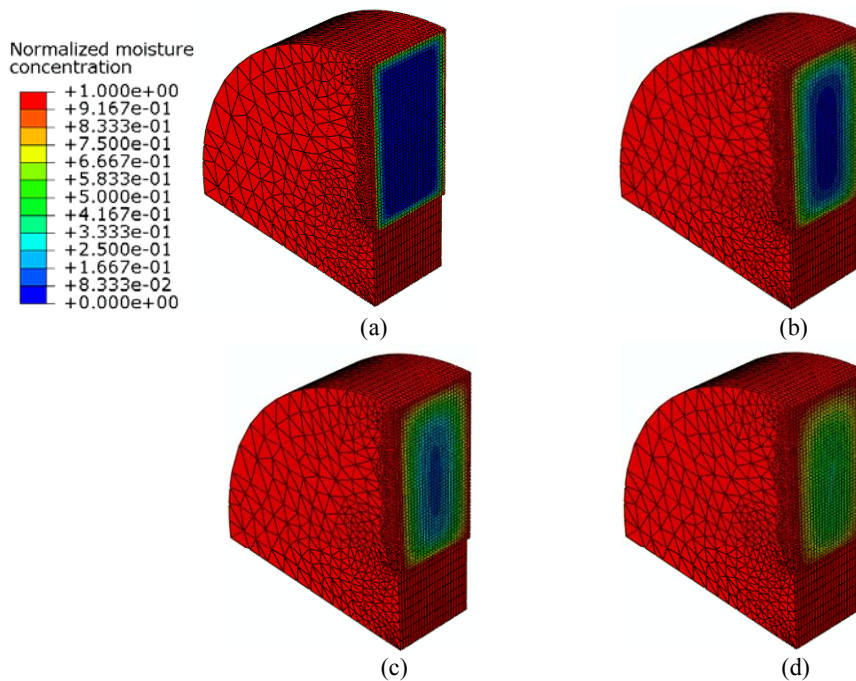 Normalized moisture
concentration
+1.000e+00
+9.167e-01
+8.333e-01
+7.500e-01
+6.667e-01
+5.833e-01
+5.000e-01
+4.167e-01
+3.333e-01
+2.500e-01
+1.667e-01
+8.333e-02
+0.000e+00
(a)
(b)
(c)
(d)